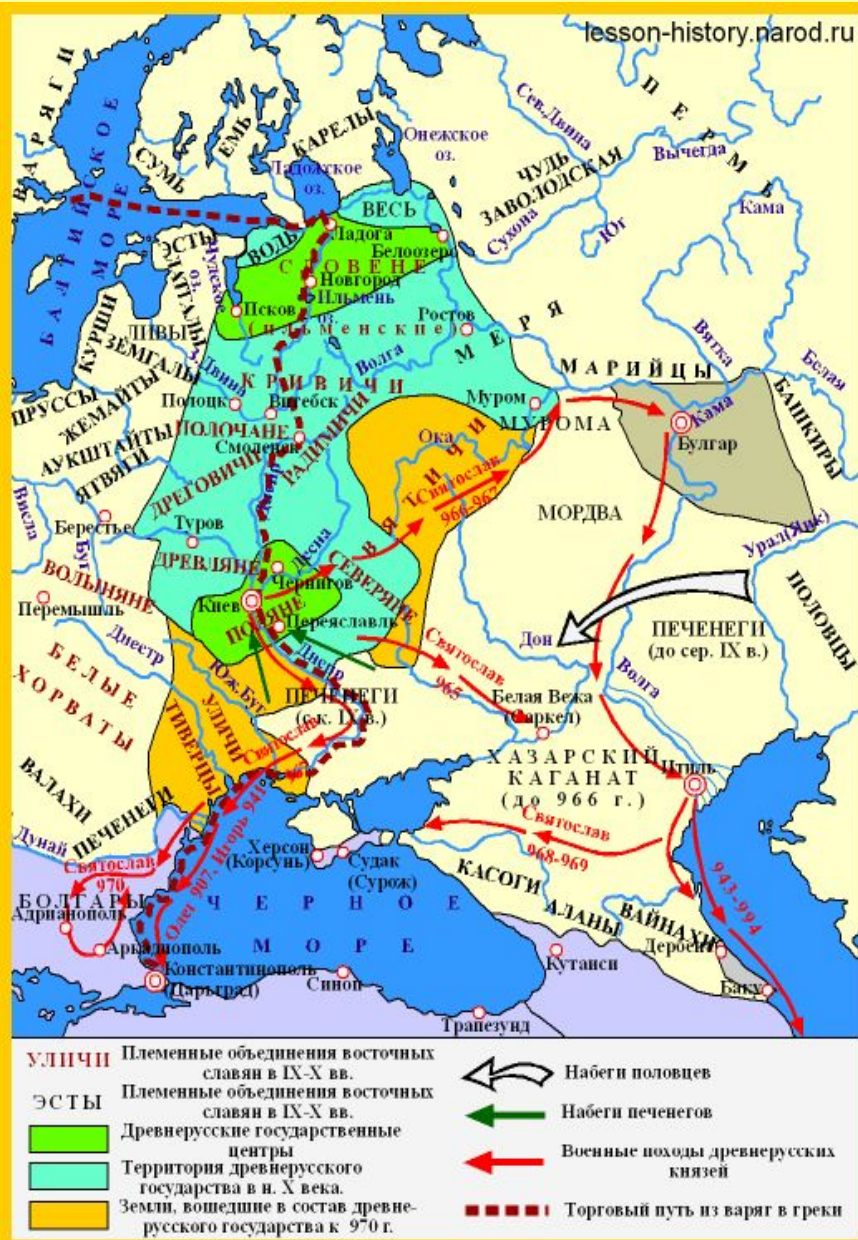 lesson-history.narod.ru
ВАРЯГИ
БАЛТИЙСКОЕ
МОРЕ
СУМЬ
ЕМЬ
КАРЕЛЫ
Ладожское
оз.
Онежское
оз.
Сев.Двина
ПЕРМЬ
Вычегда
ЧУДЬ
ЗАВОЛОДСКАЯ
Сухона
Юг
Кама
ВЕСЬ
Ладога
Белоозеро
ВОДЬ
ЭСТЫ
Чудское
оз.
СЛОВЕНЕ
Новгород
Ильмень
оз.
Псков
(ильменские)
Ростов
МЕРЯ
ЛАТГАЛЫ
ЛИВЫ
КУРШИ
ЗЕМГАЛЫ
З.Двина
Волга
КРИВИЧИ
МАРИЙЦЫ
Вятка
Белая
БАШКИРЫ
ПРУССЫ
ЖЕМАЙТЫ
АУКШТАЙТЫ
ЯТВЯГИ
Полоцк
Витебск
ПОЛОЧАНЕ
Смоленск
РАДИМИЧИ
ДРЕГОВИЧИ
Днепр
Муром
МУРОМА
Ока
ВЯТИЧИ
Святослав
966-967
Кама
Булгар
МОРДВА
Висла
Берестье
Буг
Туров
ДРЕВЛЯНЕ
Десна
Чернигов
СЕВЕРЯНЕ
Урал(Яик)
ПОЛОВЦЫ
ВОЛЫНЯНЕ
Перемышль
Киев
ПОЛЯНЕ
Переяславль
Днепр
Днестр
БЕЛЫЕ
ХОРВАТЫ
Юж.Буг
УЛИЧИ
ТИВЕРЦЫ
ПЕЧЕНЕГИ
(с к. IX в.)
Святослав
Святослав
965
Дон
Белая Вежа
(Саркел)
ПЕЧЕНЕГИ
(до сер. IX в.)
Волга
ХАЗАРСКИЙ
КАГАНАТ
(до 966 г.)
Итиль
ВАЛАХИ
ПЕЧЕНЕГИ
Дунай
Святослав
970
БОЛГАРЫ
Адрианополь
Аркадиополь
Олег 907. Игорь 941
Константинополь
(Царьград)
Херсон
(Корсунь)
Судак
(Сурож)
ЧЕРНОЕ
МОРЕ
Синоп
Трапезунд
Святослав
968-969
КАСОГИ
АЛАНЫ
ВАЙНАХИ
943-994
Дербент
Кутаиси
Баку
УЛИЧИ Племенные объединения восточных
славян в IX-X вв.
ЭСТЫ Племенные объединения восточных
славян в IX-X вв.
Древнерусские государственные
центры
Территория древнерусского
государства в н. X века.
Земли, вошедшие в состав древне-
русского государства к 970 г.
Набеги половцев
Набеги печенегов
Военные походы древнерусских
князей
Торговый путь из варяг в греки